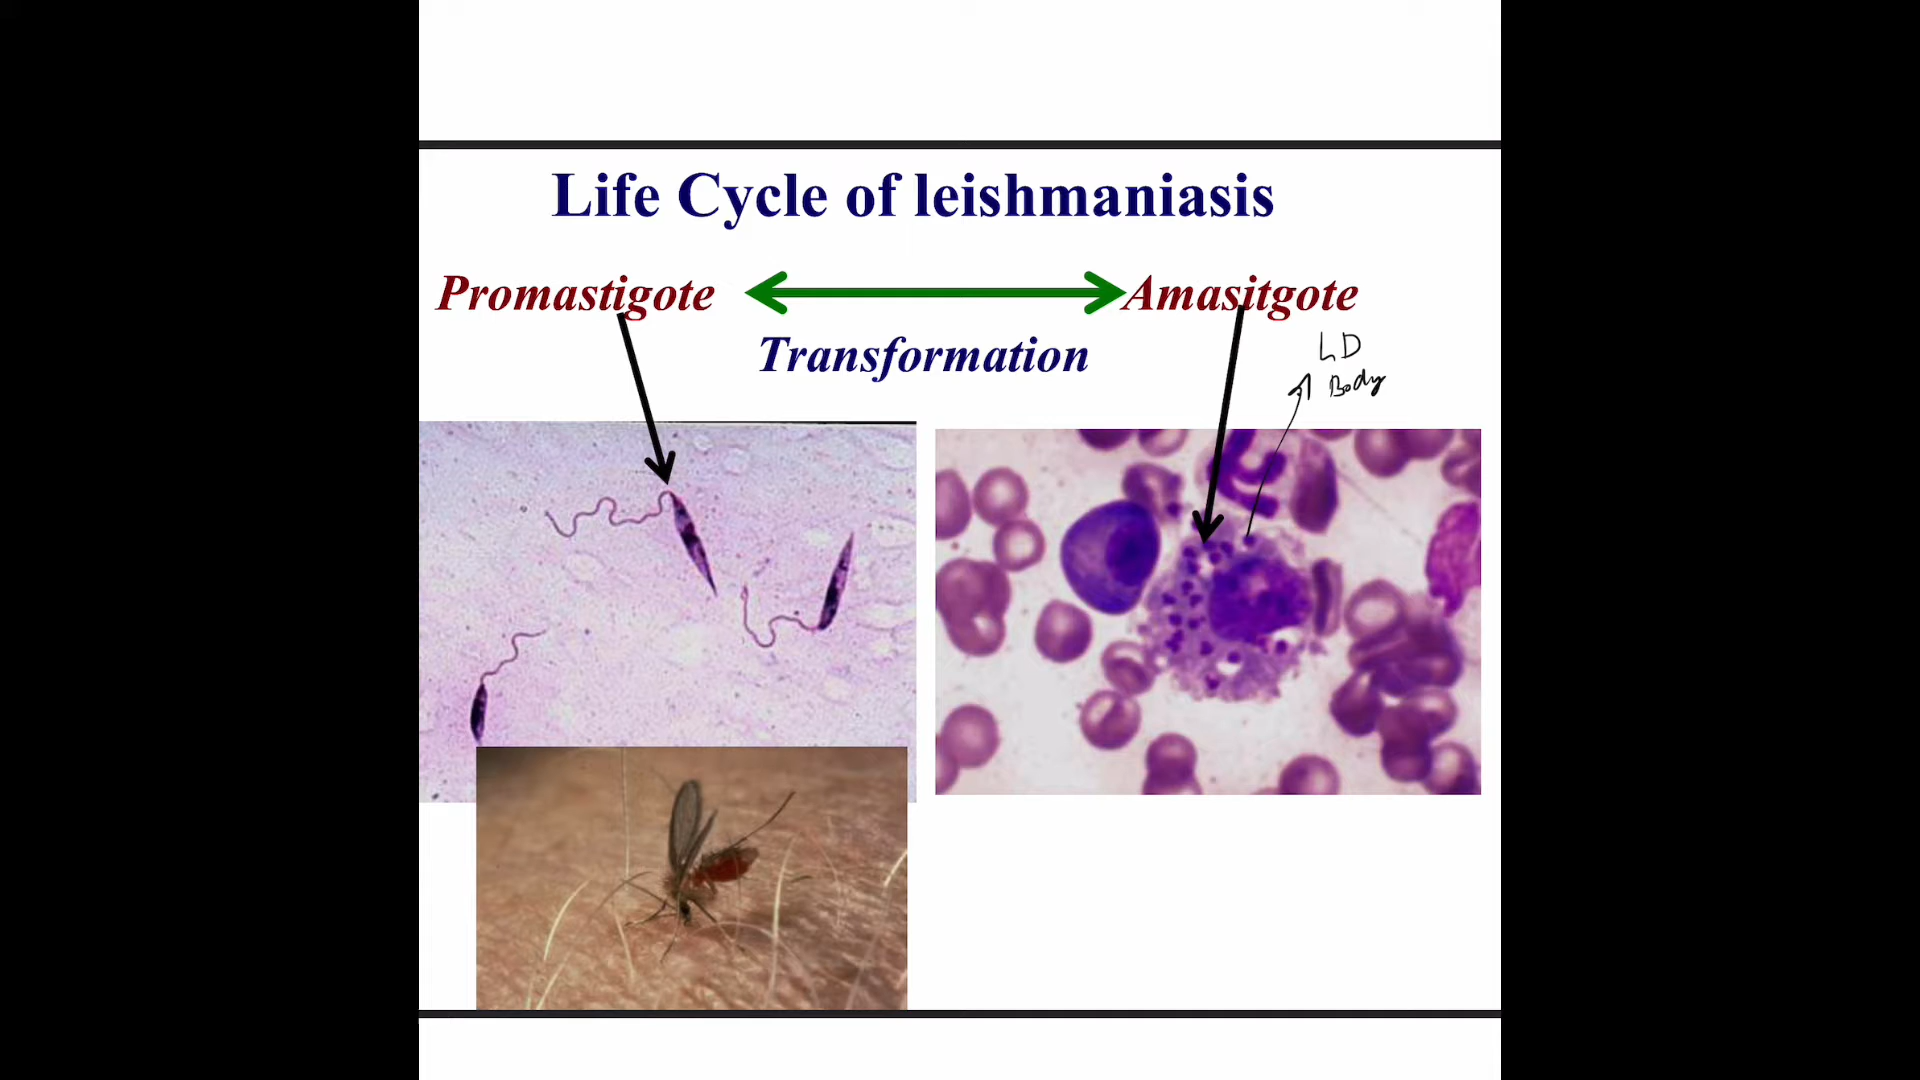 Life Cycle of leishmaniasis
Promastigote
Amasitgote
Transformation
LD
Body